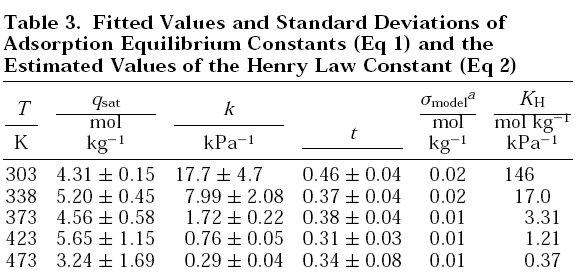 Table 3. Fitted Values and Standard Deviations of
Adsorption Equilibrium Constants (Eq 1) and the
Estimated Values of the Henry Law Constant (Eq 2)
T qsat k t σmodelᵃ KH
K mol kg⁻¹ kPa⁻¹ mol kg⁻¹ mol kg⁻¹ kPa⁻¹
303 4.31 ± 0.15 17.7 ± 4.7 0.46 ± 0.04 0.02 146
338 5.20 ± 0.45 7.99 ± 2.08 0.37 ± 0.04 0.02 17.0
373 4.56 ± 0.58 1.72 ± 0.22 0.38 ± 0.04 0.01 3.31
423 5.65 ± 1.15 0.76 ± 0.05 0.31 ± 0.03 0.01 1.21
473 3.24 ± 1.69 0.29 ± 0.04 0.34 ± 0.08 0.01 0.37